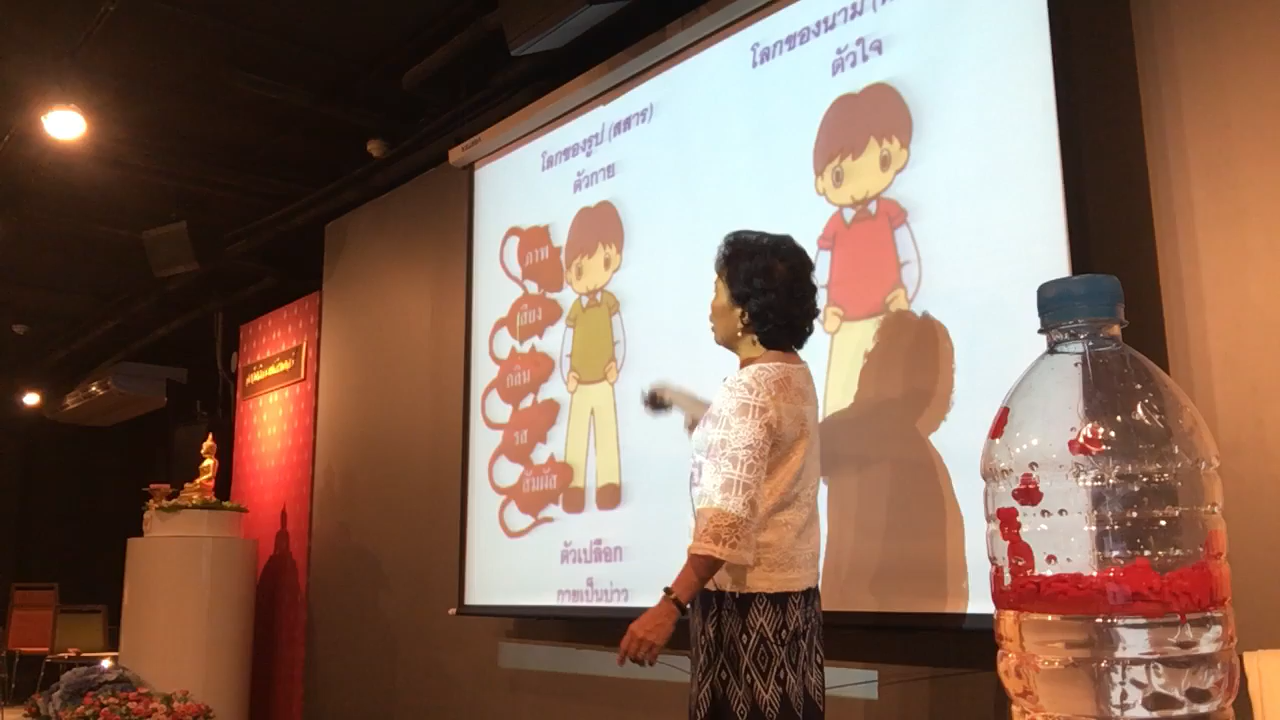 โลกของรูป (สสาร)
ตัวกาย
ภาพ
เสียง
กลิ่น
รส
สัมผัส
ตัวเปลือก
กายเป็นบ่าว
โลกของนาม
ตัวใจ